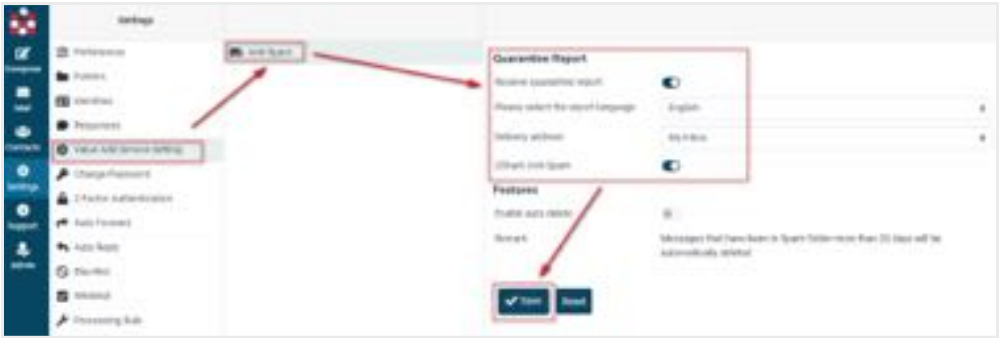 Settings
Compose
Mail
Contacts
Settings
Support
Admin
Preferences
Folders
Identities
Responses
Value Add Service Setting
Change Password
2-Factor Authentication
Auto Forward
Auto Reply
Blacklist
Whitelist
Processing Rule
Anti-Spam
Quarantine Report
Receive quarantine report
Please select the report language
English
Delivery address
Features
Enable auto delete
Remark
Messages that have been in Spam folder more than 20 days will be
automatically deleted
Save
Reset